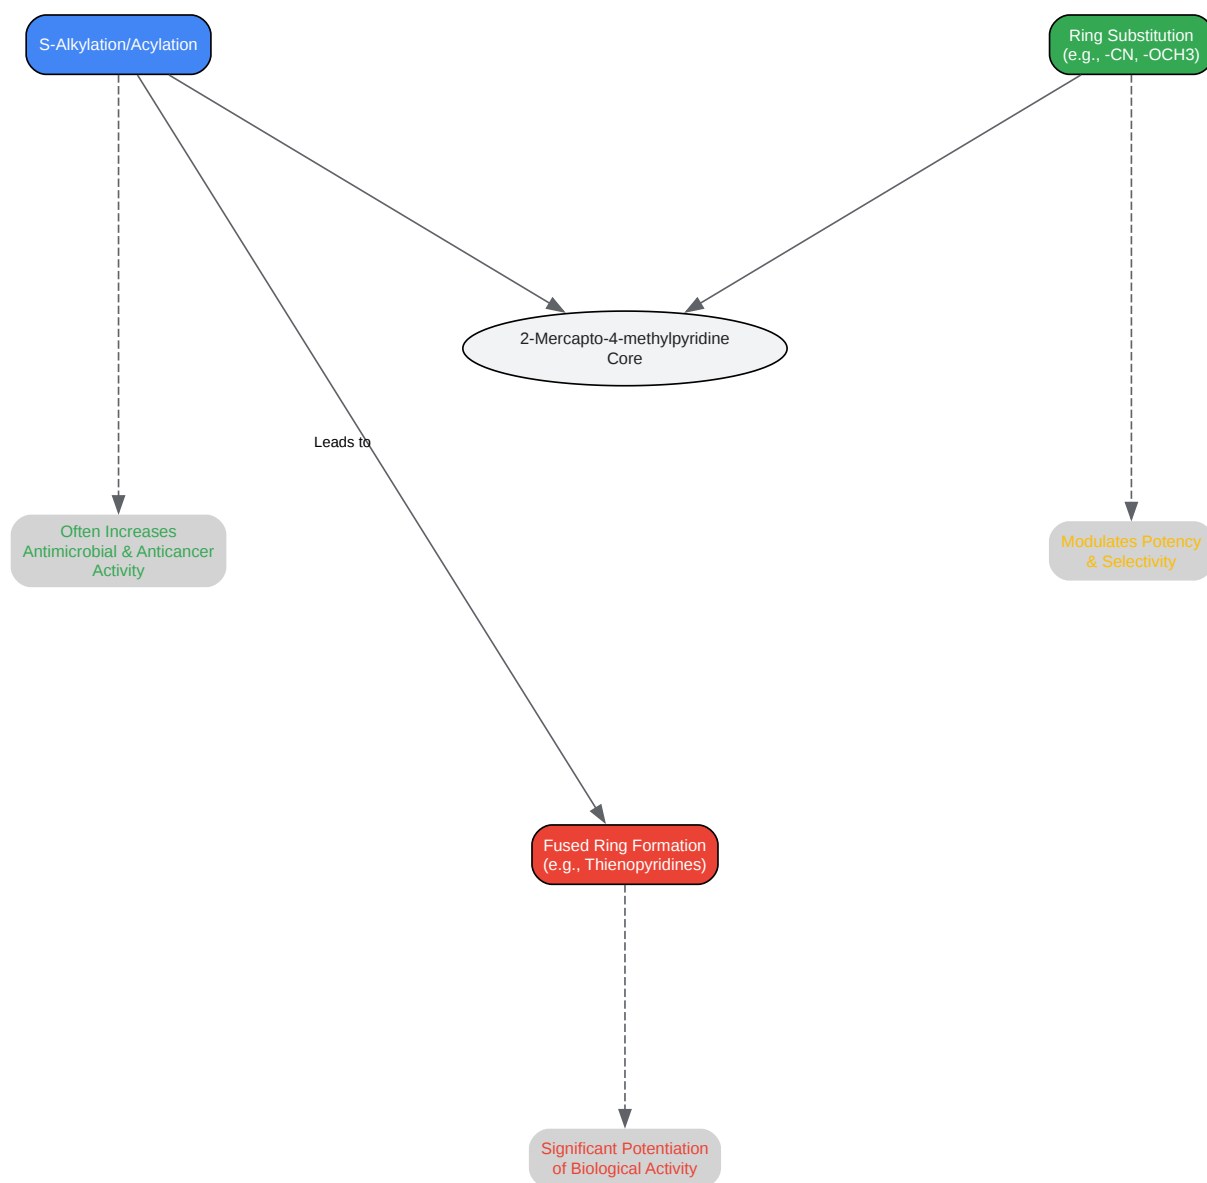 S-Alkylation/Acylation
Ring Substitution
(e.g., -CN, -OCH3)
2-Mercapto-4-methylpyridine
Core
Leads to
Often Increases
Antimicrobial & Anticancer
Activity
Modulates Potency
& Selectivity
Fused Ring Formation
(e.g., Thienopyridines)
Significant Potentiation
of Biological Activity